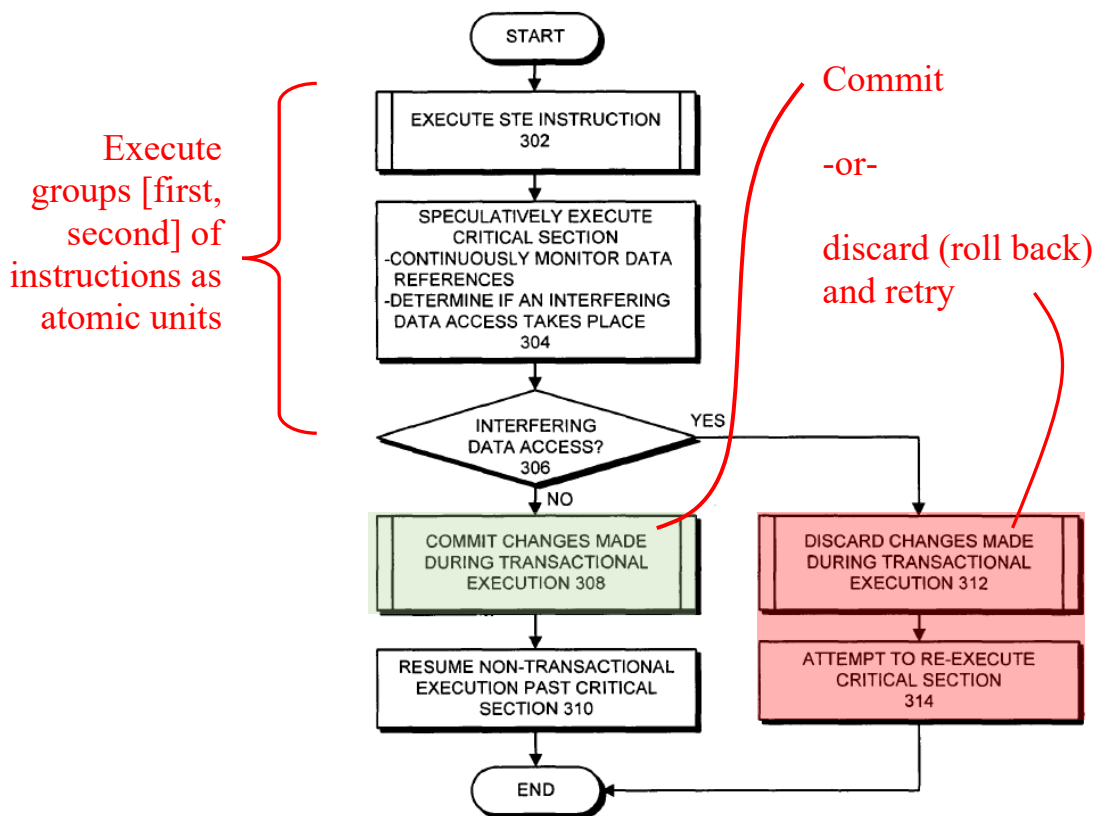 START
EXECUTE STE INSTRUCTION
302
Execute
groups [first,
second] of
instructions as
atomic units
SPECULATIVELY EXECUTE
CRITICAL SECTION
-CONTINUOUSLY MONITOR DATA
REFERENCES
-DETERMINE IF AN INTERFERING
DATA ACCESS TAKES PLACE
304
Commit
-or-
discard (roll back)
and retry
INTERFERING
DATA ACCESS?
306
YES
NO
COMMIT CHANGES MADE
DURING TRANSACTIONAL
EXECUTION 308
DISCARD CHANGES MADE
DURING TRANSACTIONAL
EXECUTION 312
RESUME NON-TRANSACTIONAL
EXECUTION PAST CRITICAL
SECTION 310
ATTEMPT TO RE-EXECUTE
CRITICAL SECTION
314
END